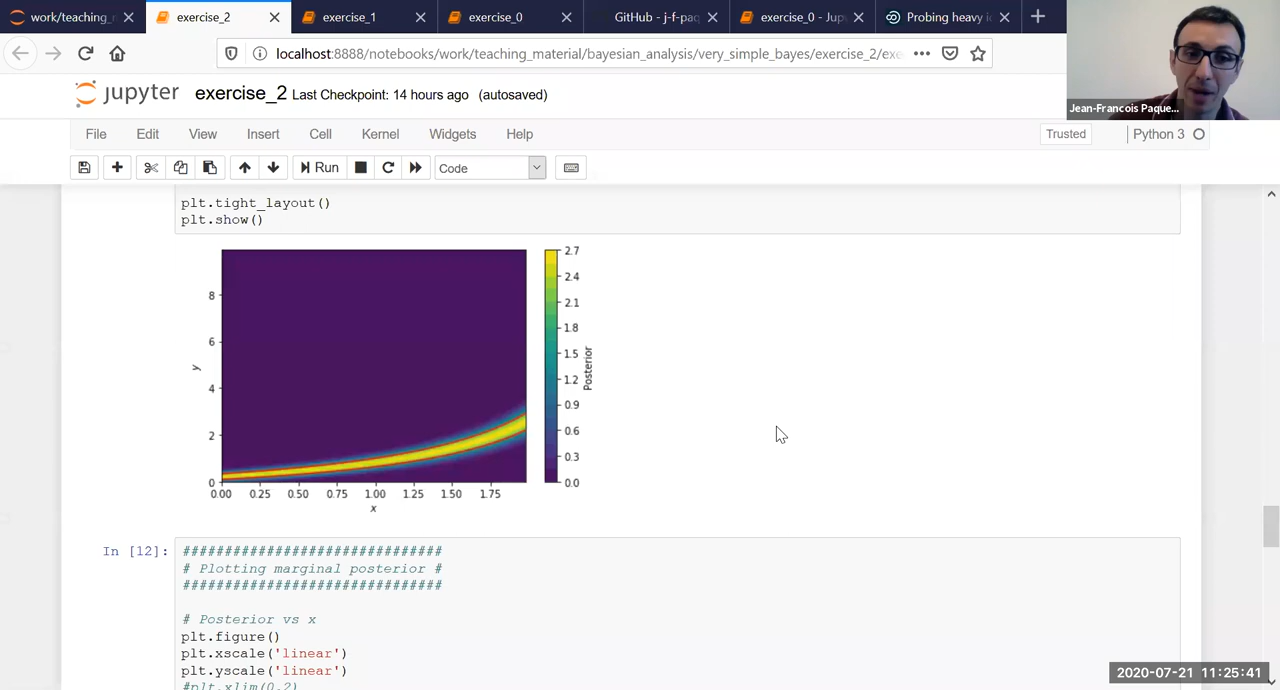 work/teaching_
exercise_2
exercise_1
exercise_0
GitHub - j-f-paq
exercise_0 - Jup
Probing heavy i
localhost:8888/notebooks/work/teaching_material/bayesian_analysis/very_simple_bayes/exercise_2/exe
Jean-Francois Paque...
jupyter exercise_2 Last Checkpoint: 14 hours ago (autosaved)
File Edit View Insert Cell Kernel Widgets Help
Trusted Python 3
Run Code
plt.tight_layout()
plt.show()
2.7
2.4
2.1
1.8
1.5
1.2
0.9
0.6
0.3
0.0
Posterior
8
6
4
2
0
y
0.00 0.25 0.50 0.75 1.00 1.25 1.50 1.75
x
In [12]:
##############################
# Plotting marginal posterior #
##############################
# Posterior vs x
plt.figure()
plt.xscale('linear')
plt.yscale('linear')
#plt.xlim(0,2)
2020-07-21 11:25:41